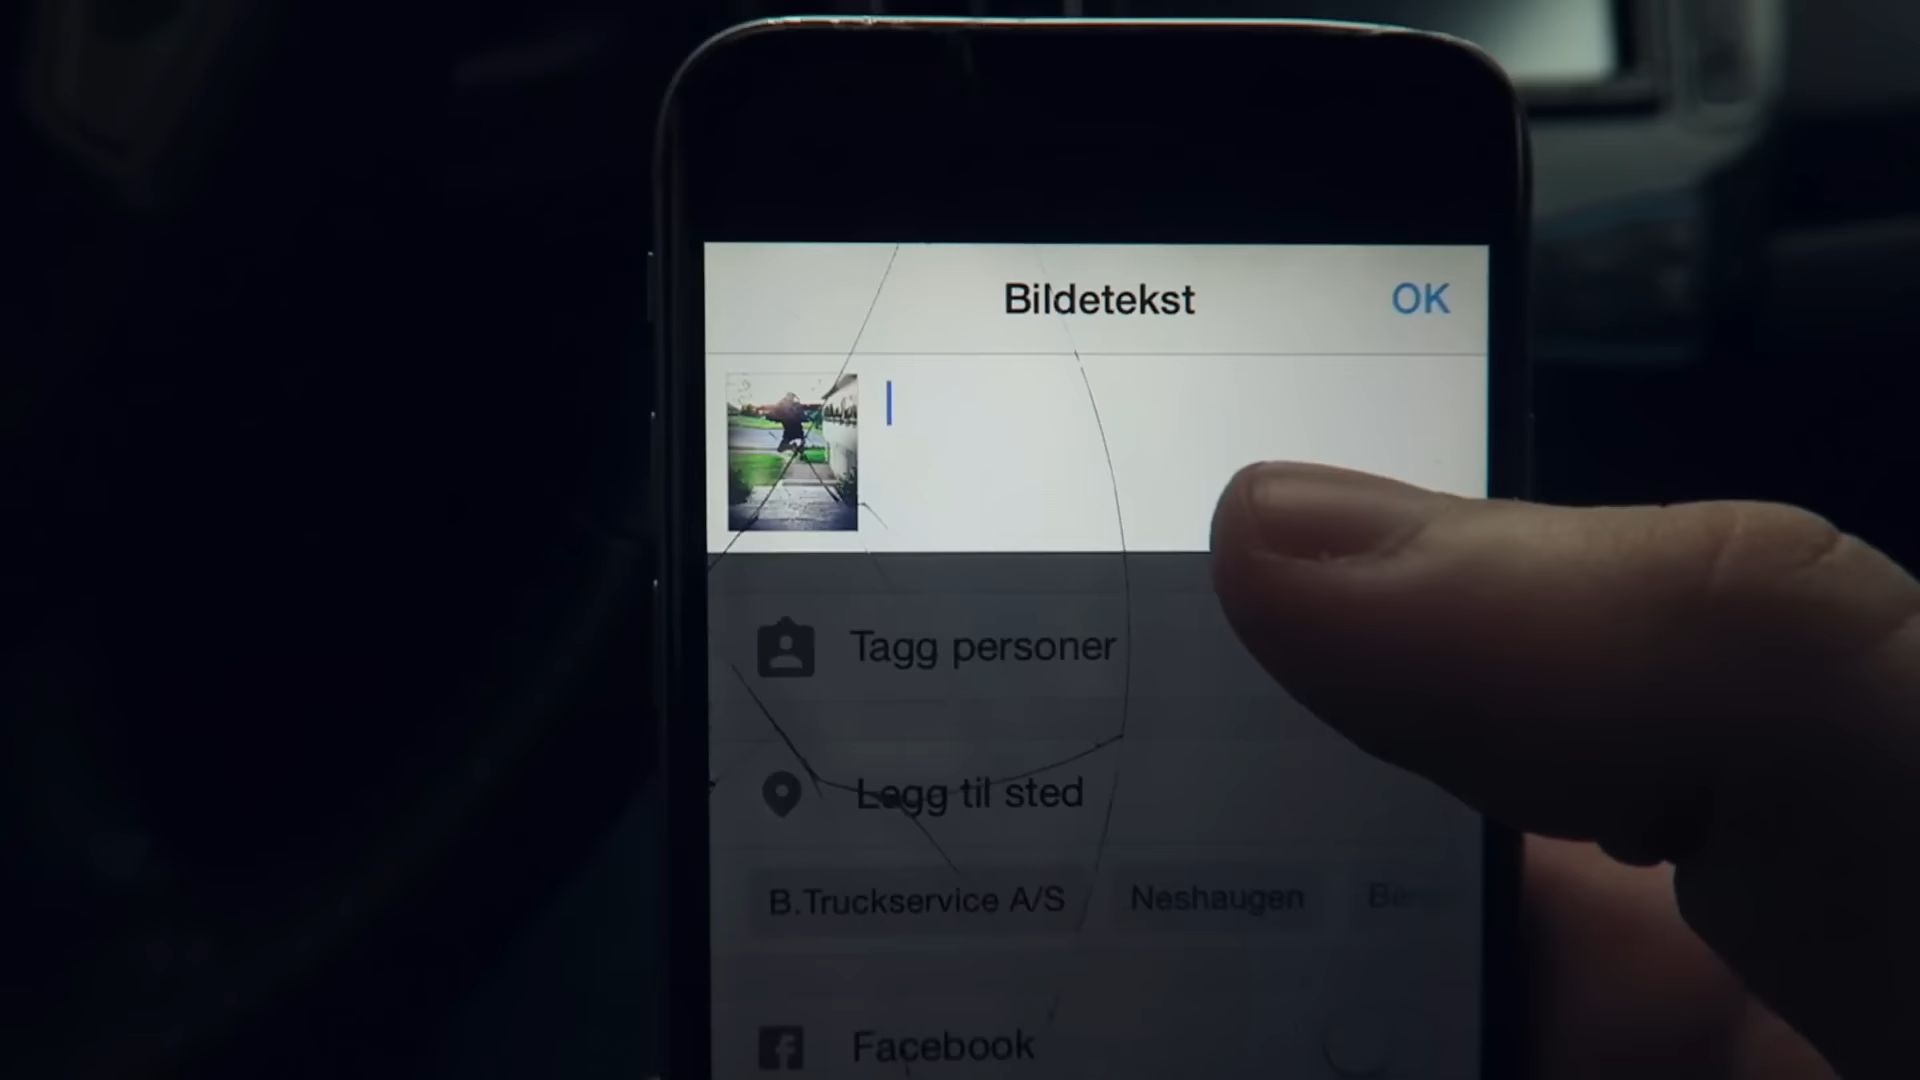 Bildetekst
OK
Tagg personer
Legg til sted
B.Truckservice A/S
Neshaugen
Facebook